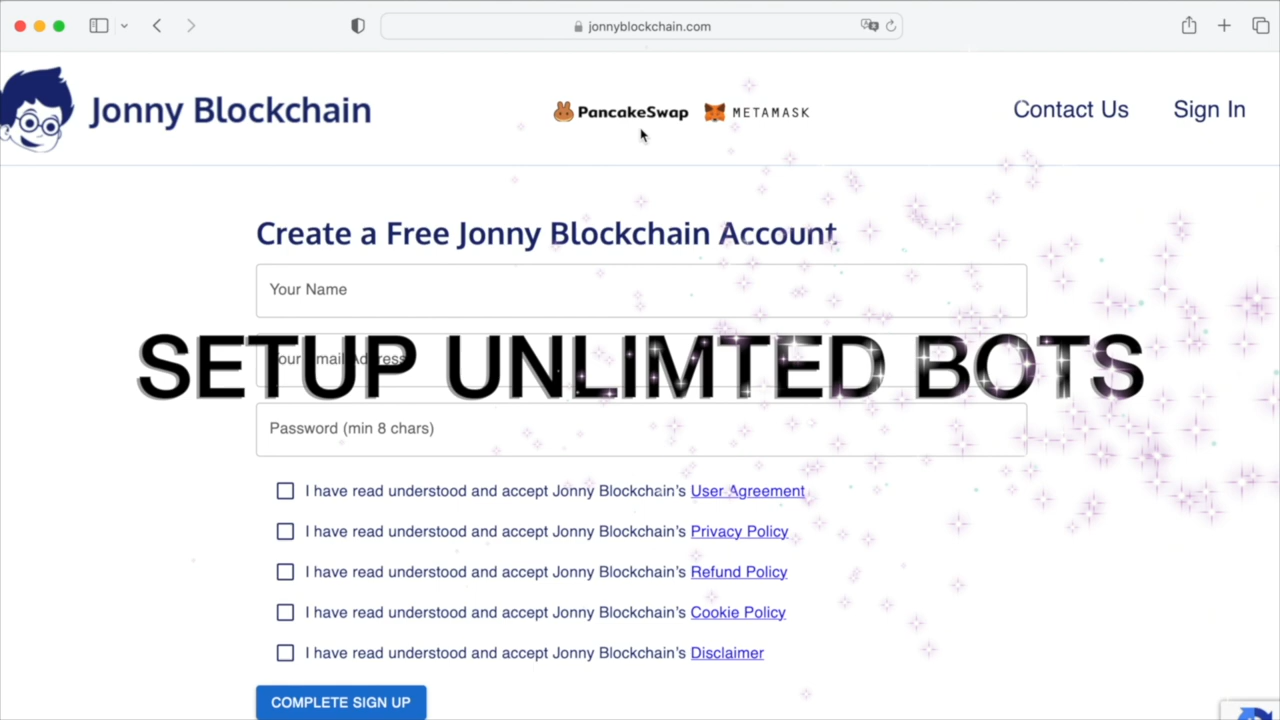 jonnyblockchain.com
Jonny Blockchain
PancakeSwap
METAMASK
Contact Us
Sign In
Create a Free Jonny Blockchain Account
Your Name
Your Email Address
SETUP UNLIMTED BOTS
Password (min 8 chars)
I have read understood and accept Jonny Blockchain's User Agreement
I have read understood and accept Jonny Blockchain's Privacy Policy
I have read understood and accept Jonny Blockchain's Refund Policy
I have read understood and accept Jonny Blockchain's Cookie Policy
I have read understood and accept Jonny Blockchain's Disclaimer
COMPLETE SIGN UP